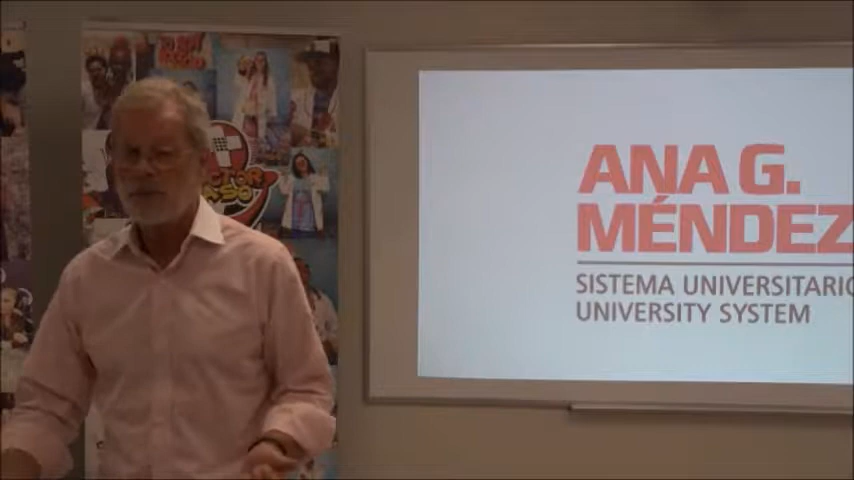 ANA G.
MÉNDEZ
SISTEMA UNIVERSITARIO
UNIVERSITY SYSTEM